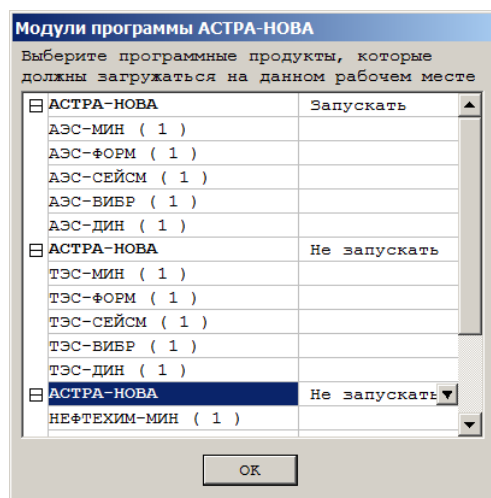 Модули программы АСТРА-НОВА
Выберите программные продукты, которые
должны загружаться на данном рабочем месте
АСТРА-НОВА Запускать
АЭС-МИН ( 1 )
АЭС-ФОРМ ( 1 )
АЭС-СЕЙСМ ( 1 )
АЭС-ВИБР ( 1 )
АЭС-ДИН ( 1 )
АСТРА-НОВА Не запускать
ТЭС-МИН ( 1 )
ТЭС-ФОРМ ( 1 )
ТЭС-СЕЙСМ ( 1 )
ТЭС-ВИБР ( 1 )
ТЭС-ДИН ( 1 )
АСТРА-НОВА Не запускать
НЕФТЕХИМ-МИН ( 1 )
OK